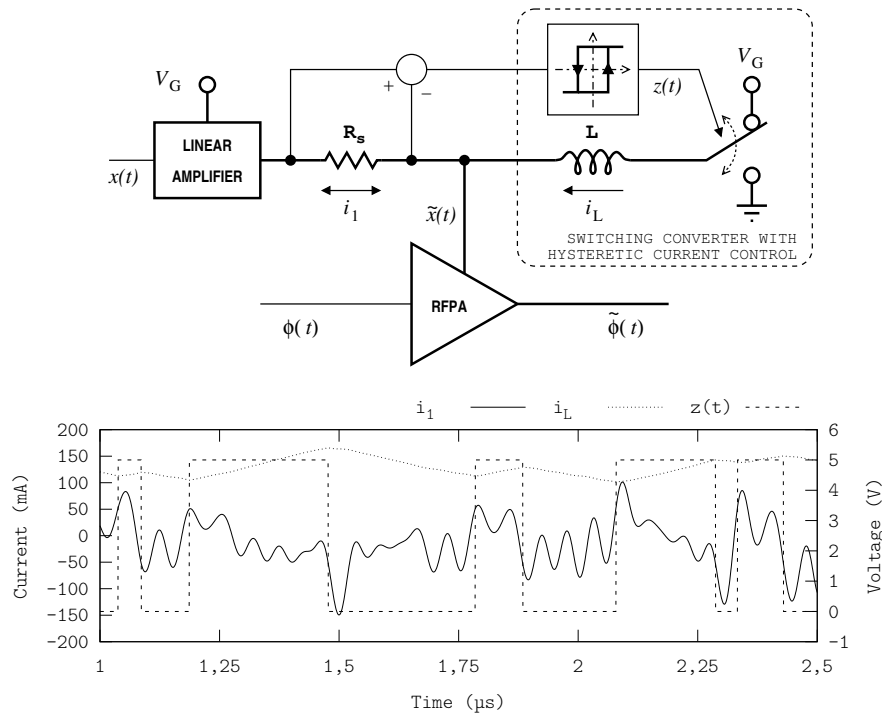 V_G
z(t)
V_G
LINEAR
AMPLIFIER
x(t)
R_s
+
−
L
i_1
x̃(t)
i_L
SWITCHING CONVERTER WITH
HYSTERETIC CURRENT CONTROL
RFPA
ϕ(t)
ϕ̃(t)
i_1 i_L z(t)
200 6
150 5
100 4
50 3
0 2
-50 1
-100 0
-150
-200 -1
Current (mA)
Voltage (V)
1 1,25 1,5 1,75 2 2,25 2,5
Time (µs)